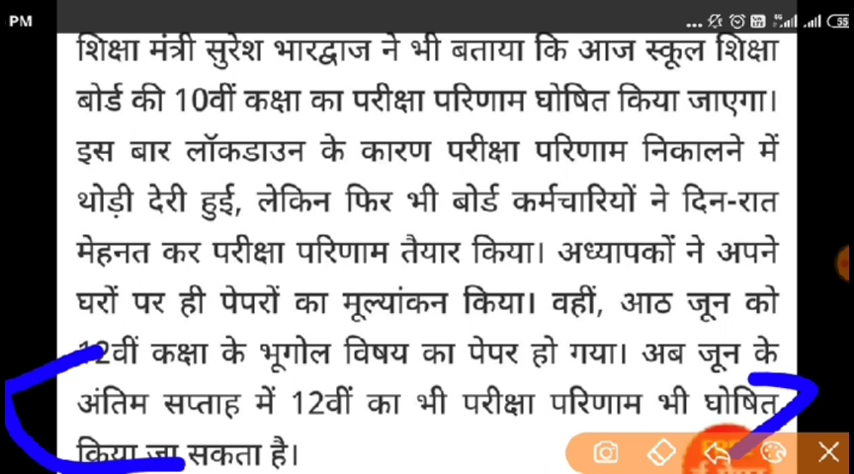 PM
55
शिक्षा मंत्री सुरेश भारद्वाज ने भी बताया कि आज स्कूल शिक्षा
बोर्ड की 10वीं कक्षा का परीक्षा परिणाम घोषित किया जाएगा।
इस बार लॉकडाउन के कारण परीक्षा परिणाम निकालने में
थोड़ी देरी हुई, लेकिन फिर भी बोर्ड कर्मचारियों ने दिन-रात
मेहनत कर परीक्षा परिणाम तैयार किया। अध्यापकों ने अपने
घरों पर ही पेपरों का मूल्यांकन किया। वहीं, आठ जून को
12वीं कक्षा के भूगोल विषय का पेपर हो गया। अब जून के
अंतिम सप्ताह में 12वीं का भी परीक्षा परिणाम भी घोषित
किया जा सकता है।